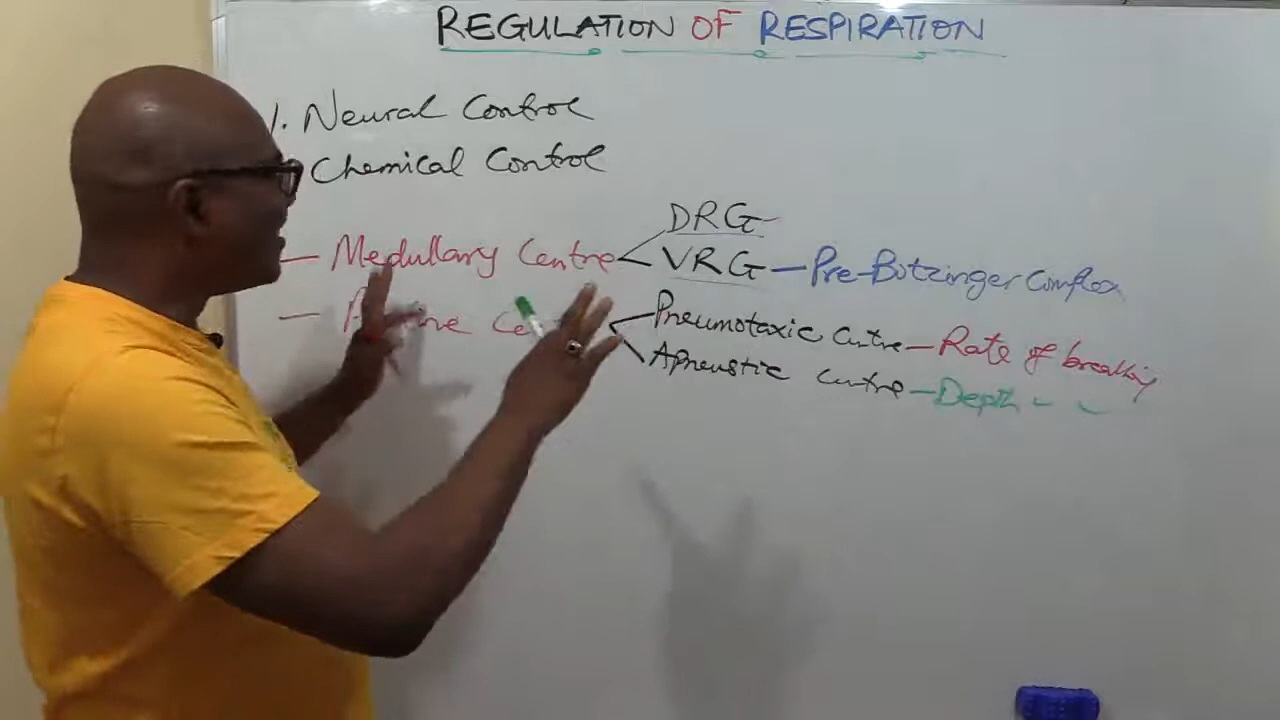 REGULATION OF RESPIRATION
1. Neural Control
Chemical Control
DRG
— Medullary Centre < VRG — Pre-Botzinger Complex
Pneumotaxic Centre — Rate of breathing
Apneustic Centre — Depth " "